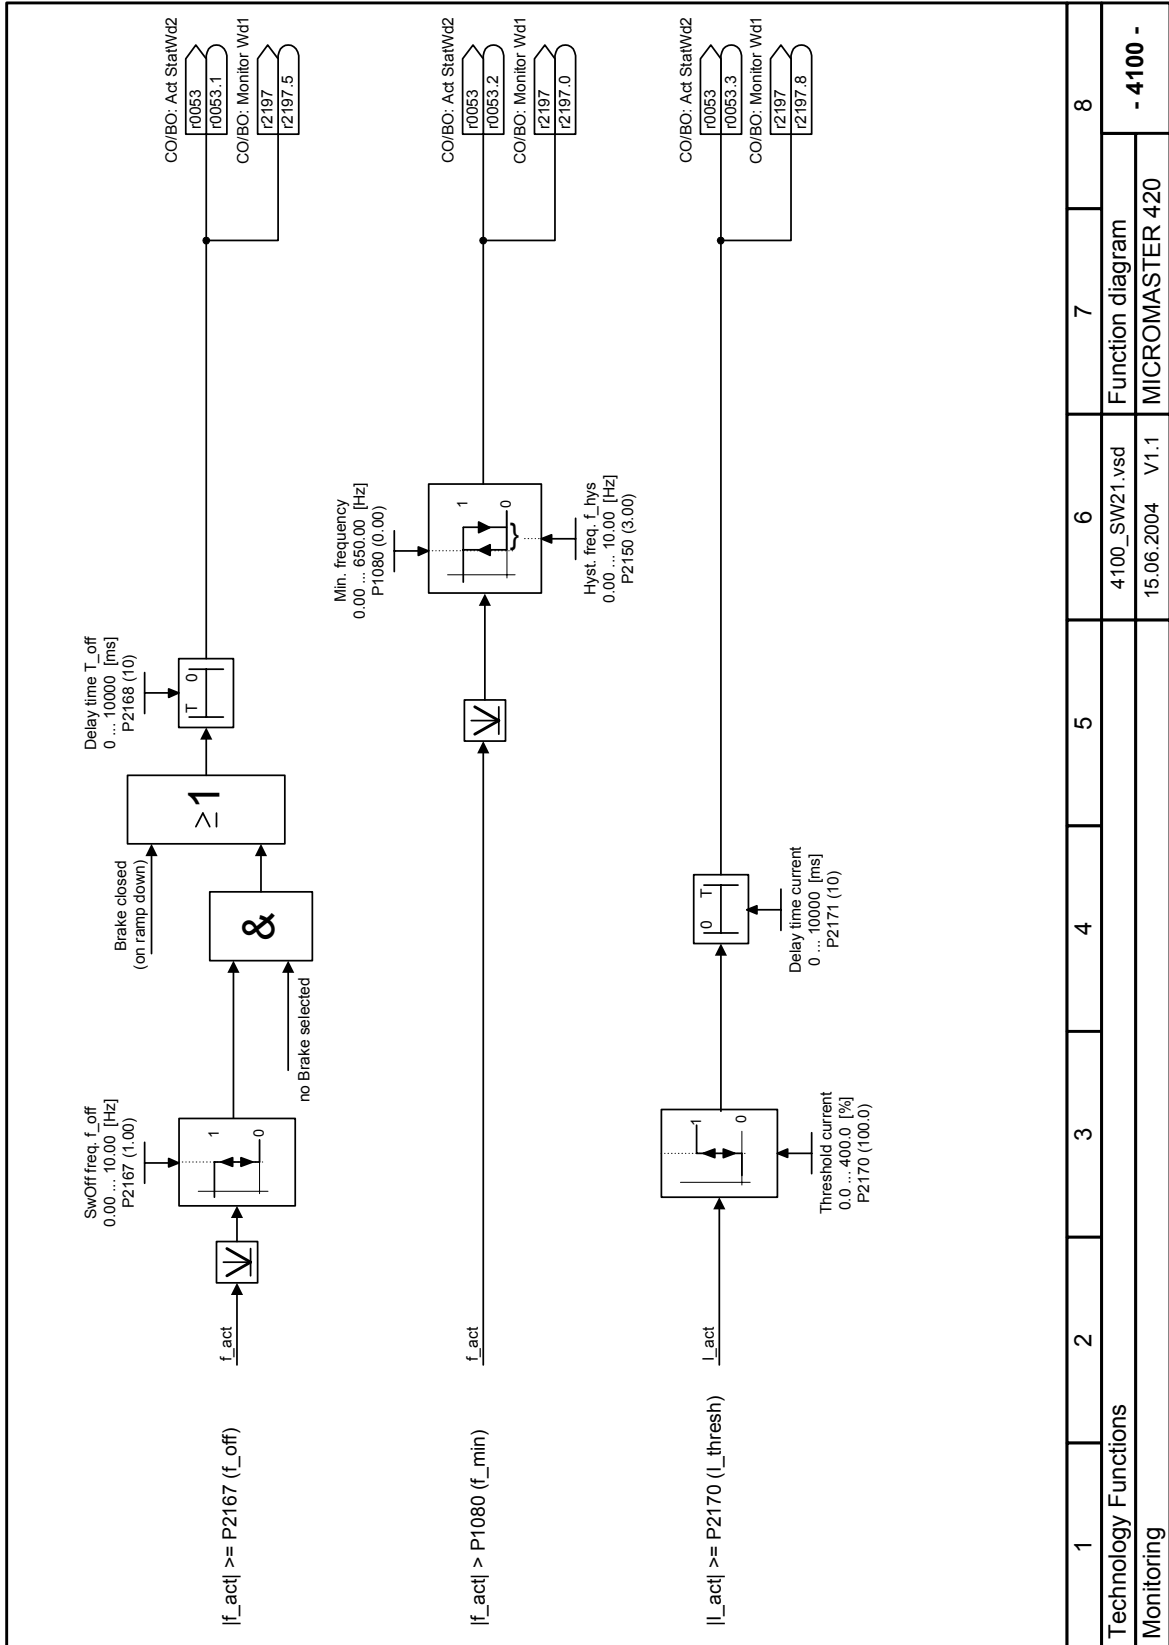 |f_act| >= P2167 (f_off)
f_act
SwOff freq. f_off
0.00 ... 10.00 [Hz]
P2167 (1.00)
1
0
no Brake selected
&
Brake closed
(on ramp down)
≥1
Delay time T_off
0 ... 10000 [ms]
P2168 (10)
T 0
CO/BO: Act StatWd2
r0053
r0053.1
CO/BO: Monitor Wd1
r2197
r2197.5
|f_act| > P1080 (f_min)
f_act
Min. frequency
0.00 ... 650.00 [Hz]
P1080 (0.00)
1
0
}
Hyst. freq. f_hys
0.00 ... 10.00 [Hz]
P2150 (3.00)
CO/BO: Act StatWd2
r0053
r0053.2
CO/BO: Monitor Wd1
r2197
r2197.0
|I_act| >= P2170 (I_thresh)
I_act
1
0
Threshold current
0.0 ... 400.0 [%]
P2170 (100.0)
0 T
Delay time current
0 ... 10000 [ms]
P2171 (10)
CO/BO: Act StatWd2
r0053
r0053.3
CO/BO: Monitor Wd1
r2197
r2197.8
1 2 3 4 5 6 7 8
Technology Functions
4100_SW21.vsd
Function diagram
- 4100 -
Monitoring
15.06.2004 V1.1
MICROMASTER 420